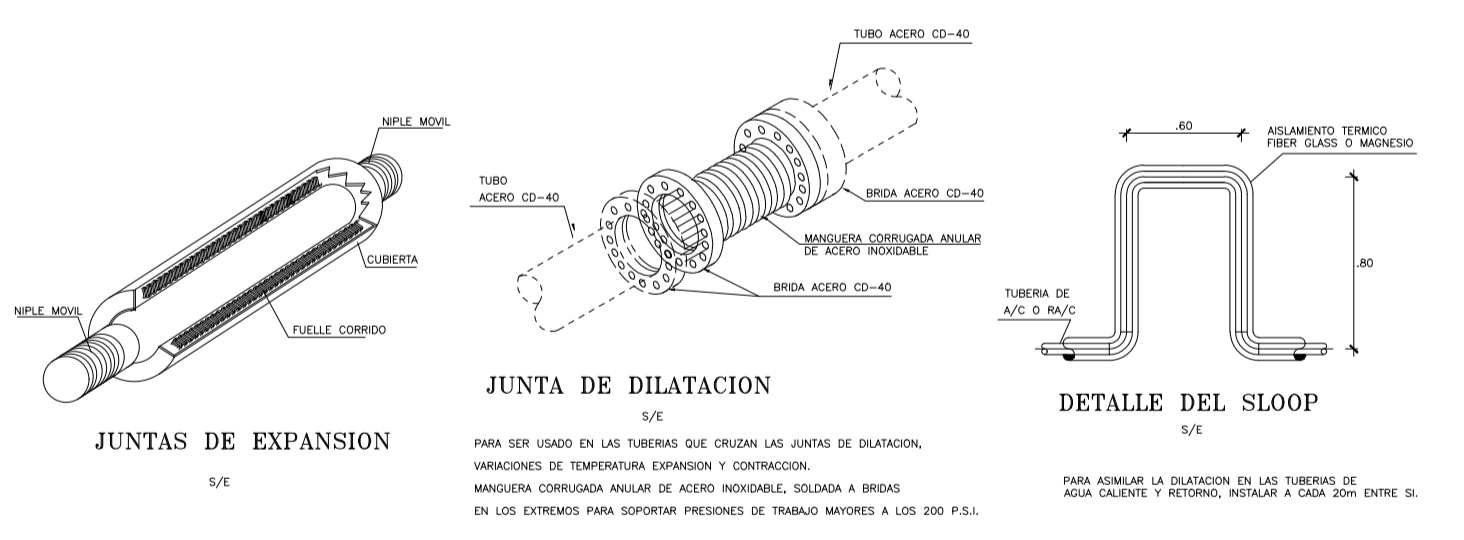 NIPLE MOVIL
CUBIERTA
NIPLE MOVIL
FUELLE CORRIDO
JUNTAS DE EXPANSION
S/E
TUBO ACERO CD-40
TUBO
ACERO CD-40
BRIDA ACERO CD-40
MANGUERA CORRUGADA ANULAR
DE ACERO INOXIDABLE
BRIDA ACERO CD-40
JUNTA DE DILATACION
S/E
PARA SER USADO EN LAS TUBERIAS QUE CRUZAN LAS JUNTAS DE DILATACION,
VARIACIONES DE TEMPERATURA EXPANSION Y CONTRACCION.
MANGUERA CORRUGADA ANULAR DE ACERO INOXIDABLE, SOLDADA A BRIDAS
EN LOS EXTREMOS PARA SOPORTAR PRESIONES DE TRABAJO MAYORES A LOS 200 P.S.I.
.60
AISLAMIENTO TERMICO
FIBER GLASS O MAGNESIO
.80
TUBERIA DE
A/C O RA/C
DETALLE DEL SLOOP
S/E
PARA ASIMILAR LA DILATACION EN LAS TUBERIAS DE
AGUA CALIENTE Y RETORNO, INSTALAR A CADA 20m ENTRE SI.